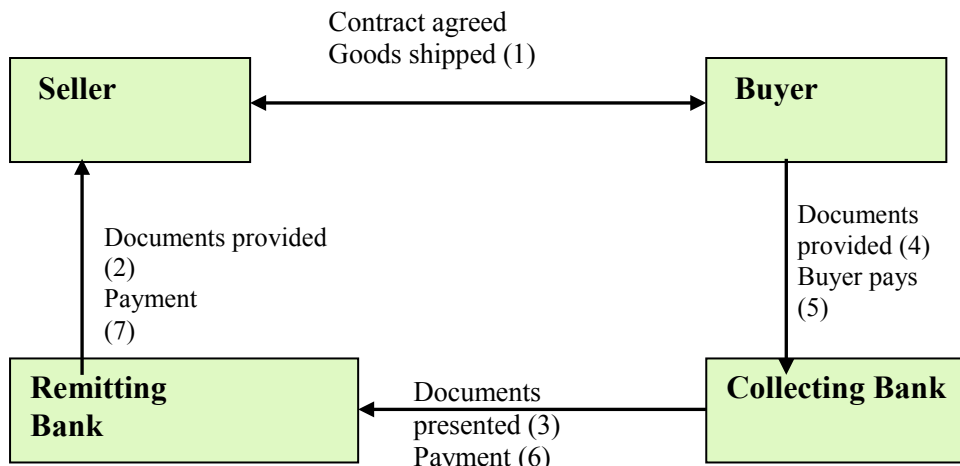 Contract agreed
Goods shipped (1)
Seller
Buyer
Documents provided
(2)
Payment
(7)
Documents
provided (4)
Buyer pays
(5)
Remitting
Bank
Documents
presented (3)
Payment (6)
Collecting Bank